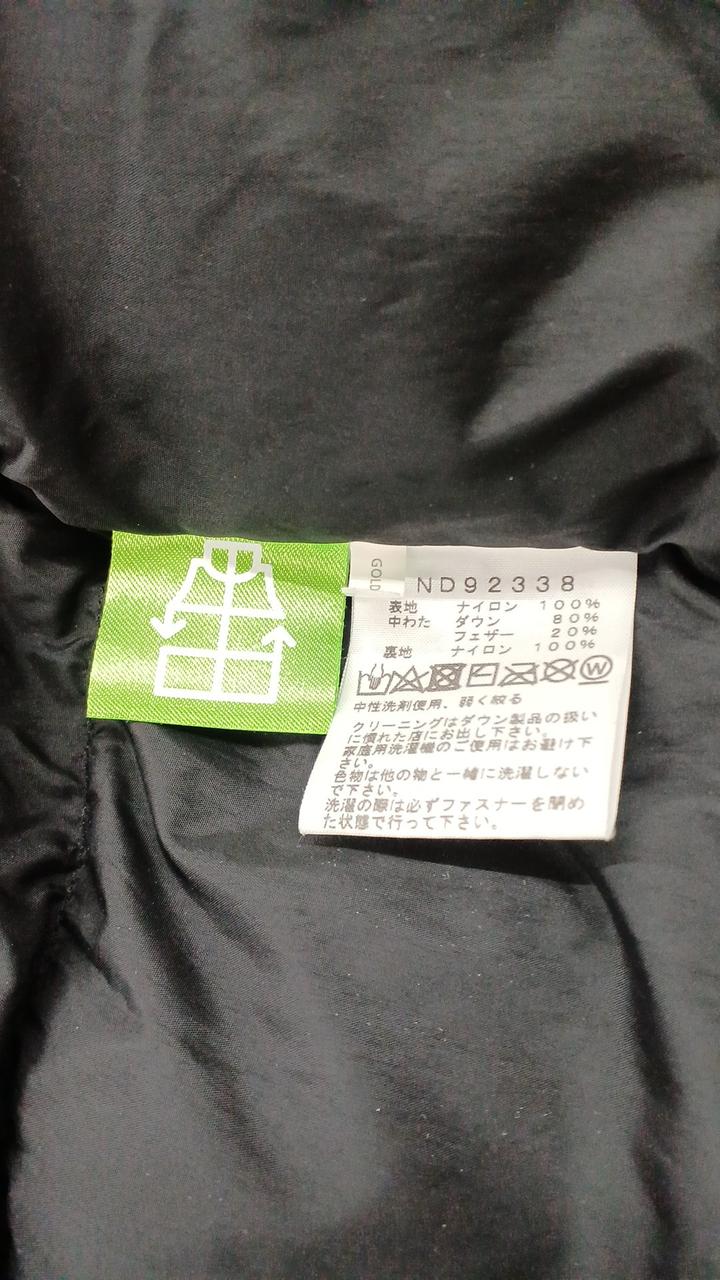 GOLD
ND92338
表地 ナイロン 100%
中わた ダウン 80%
フェザー 20%
裏地 ナイロン 100%
W
中性洗剤使用、弱く絞る
クリーニングはダウン製品の扱い
に慣れた店にお出し下さい。
家庭用洗濯機のご使用はお避け下
さい。
色物は他の物と一緒に洗濯しない
で下さい。
洗濯の際は必ずファスナーを閉め
た状態で行って下さい。